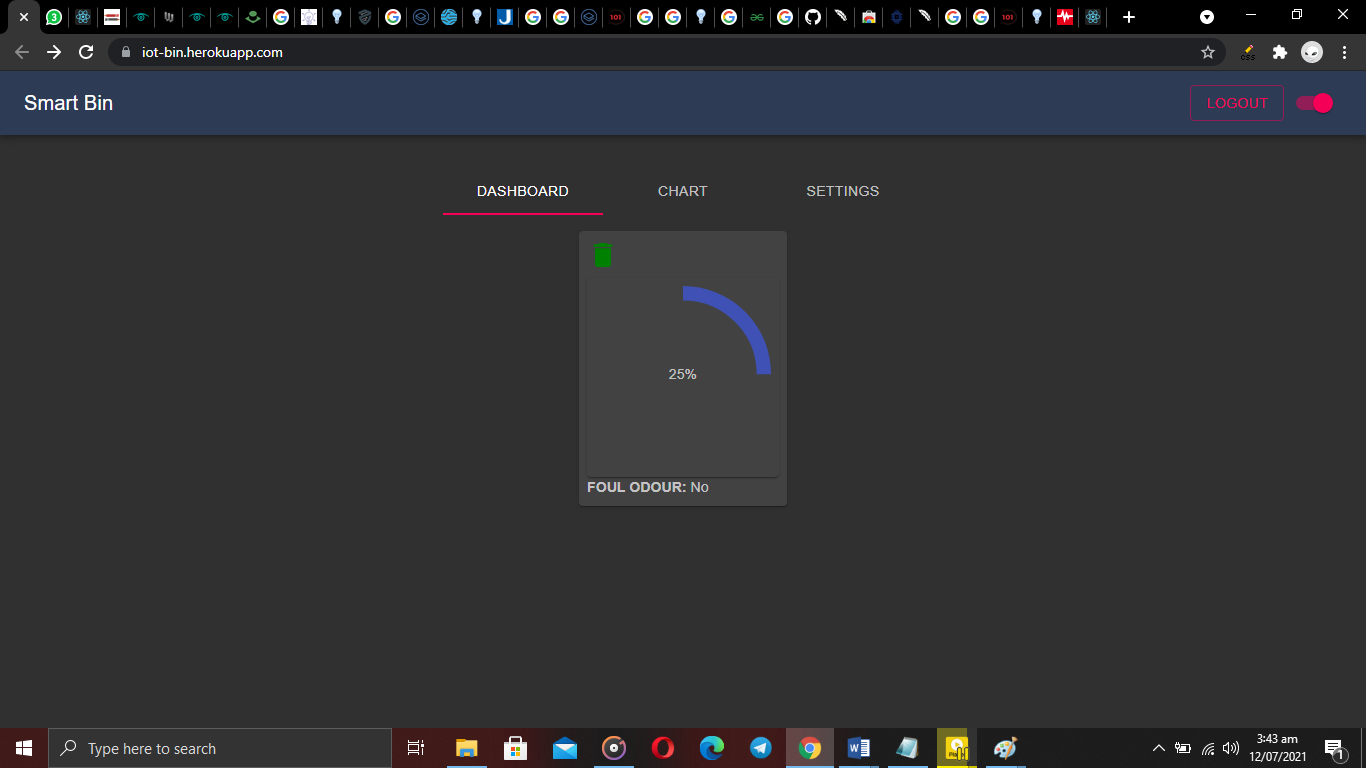 iot-bin.herokuapp.com
Smart Bin
LOGOUT
DASHBOARD
CHART
SETTINGS
25%
FOUL ODOUR: No
Type here to search
3:43 am
12/07/2021
1